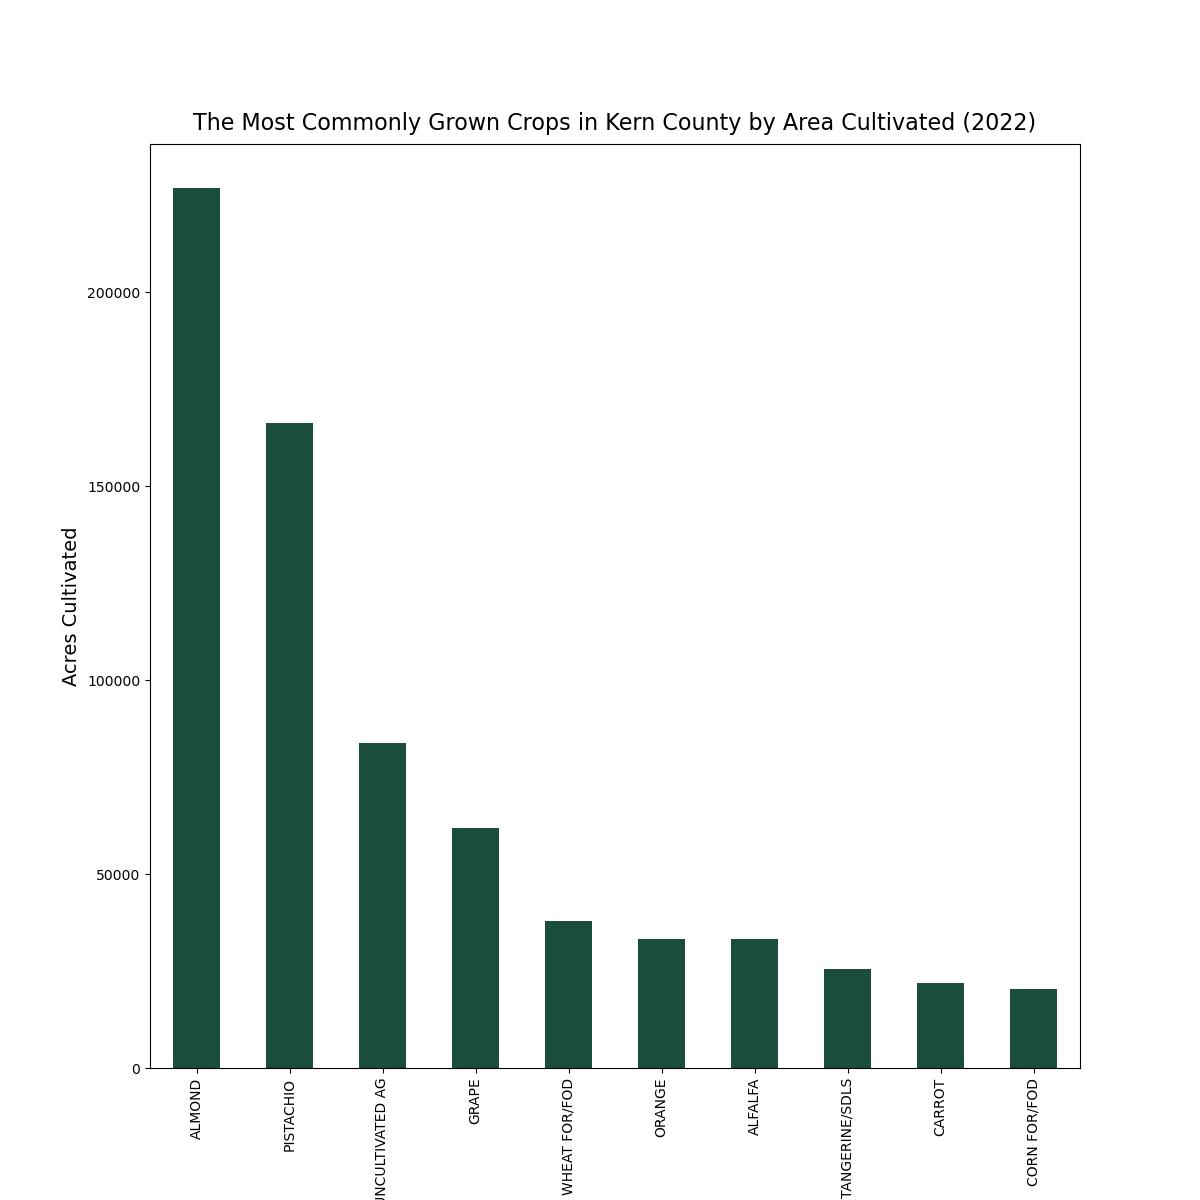 The Most Commonly Grown Crops in Kern County by Area Cultivated (2022)
Acres Cultivated
200000
150000
100000
50000
0
ALMOND
PISTACHIO
UNCULTIVATED AG
GRAPE
WHEAT FOR/FOD
ORANGE
ALFALFA
TANGERINE/SDLS
CARROT
CORN FOR/FOD